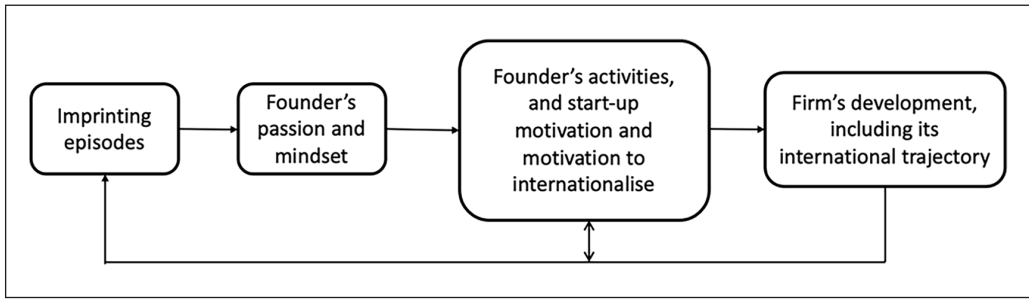 Imprinting
episodes
Founder’s
passion and
mindset
Founder’s activities,
and start-up
motivation and
motivation to
internationalise
Firm’s development,
including its
international trajectory